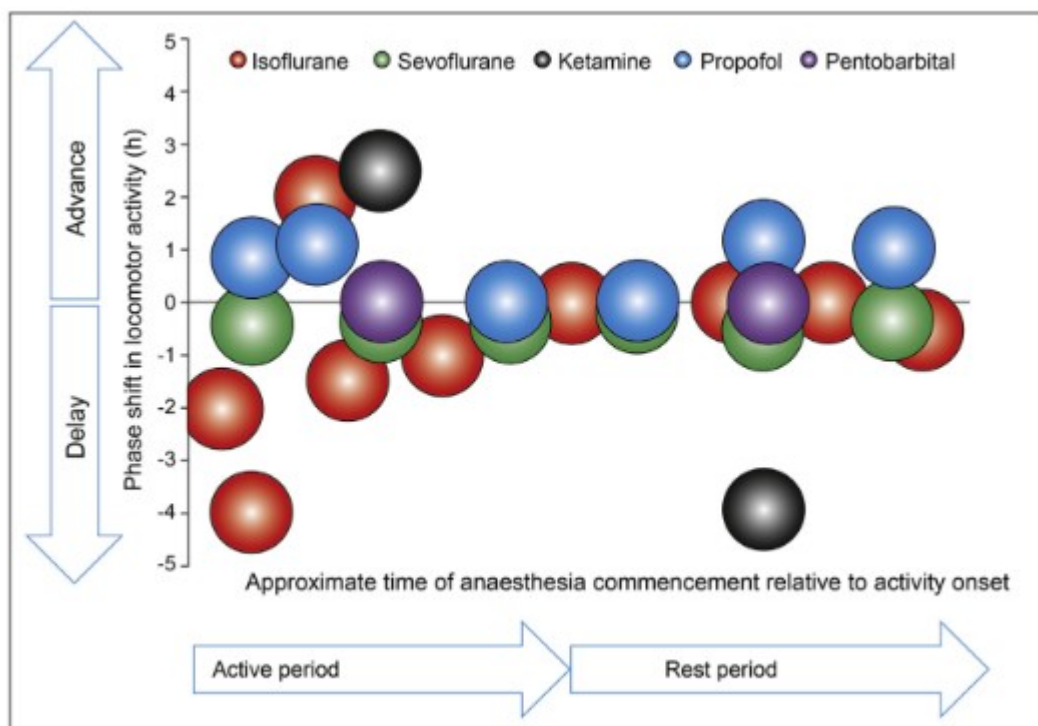 Advance
Delay
Phase shift in locomotor activity (h)
5
4
3
2
1
0
-1
-2
-3
-4
-5
Isoflurane Sevoflurane Ketamine Propofol Pentobarbital
Approximate time of anaesthesia commencement relative to activity onset
Active period Rest period